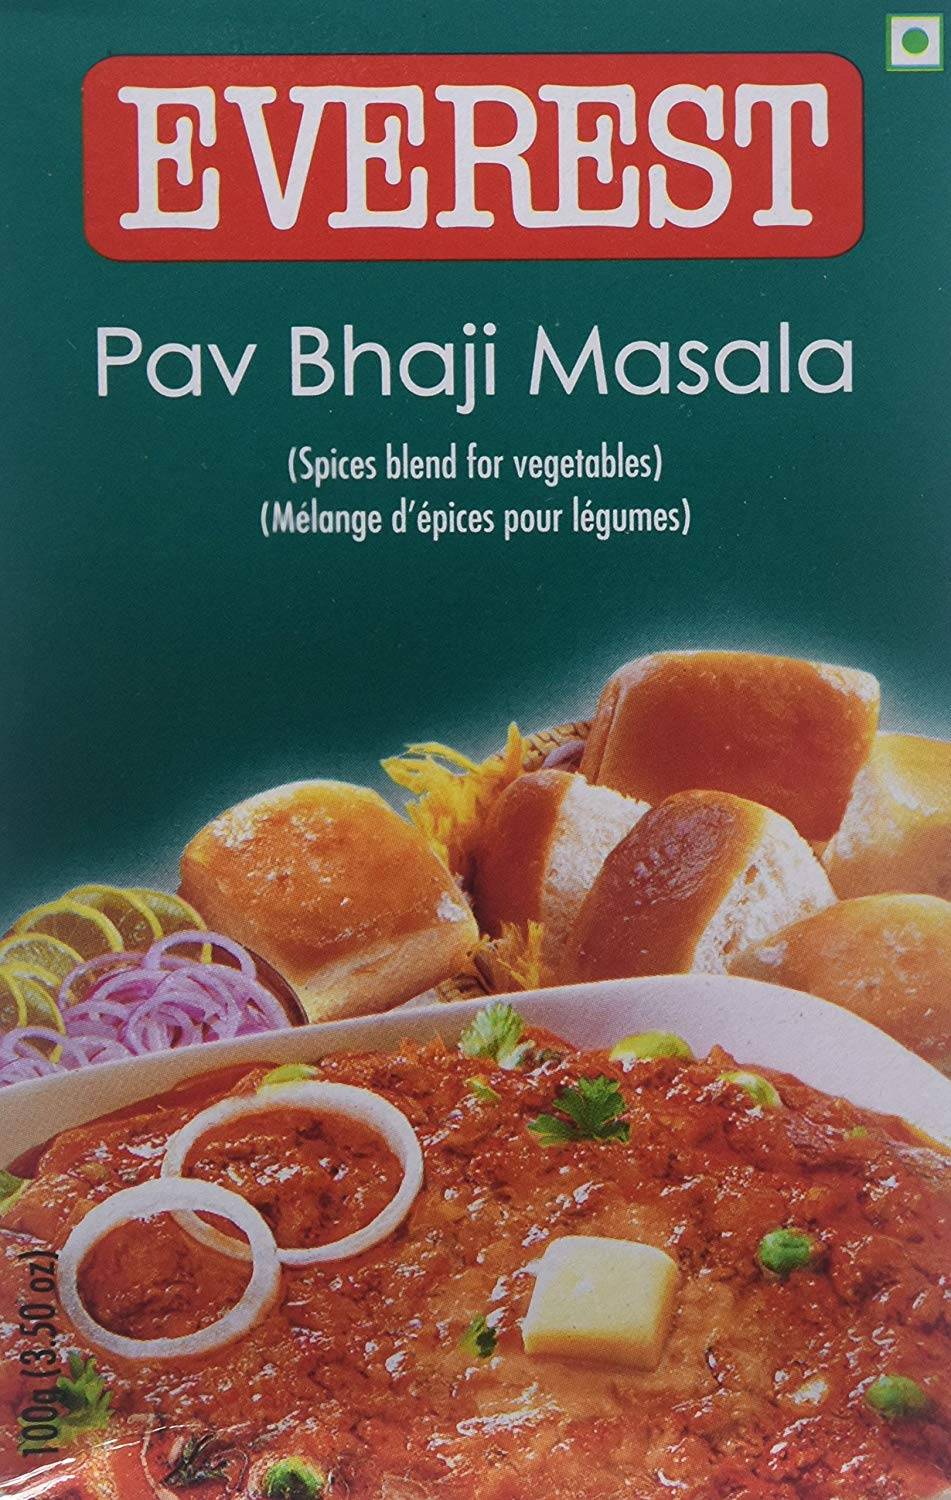 EVEREST
Pav Bhaji Masala
(Spices blend for vegetables)
(Mélange d'épices pour légumes)
100g (3.50 oz)